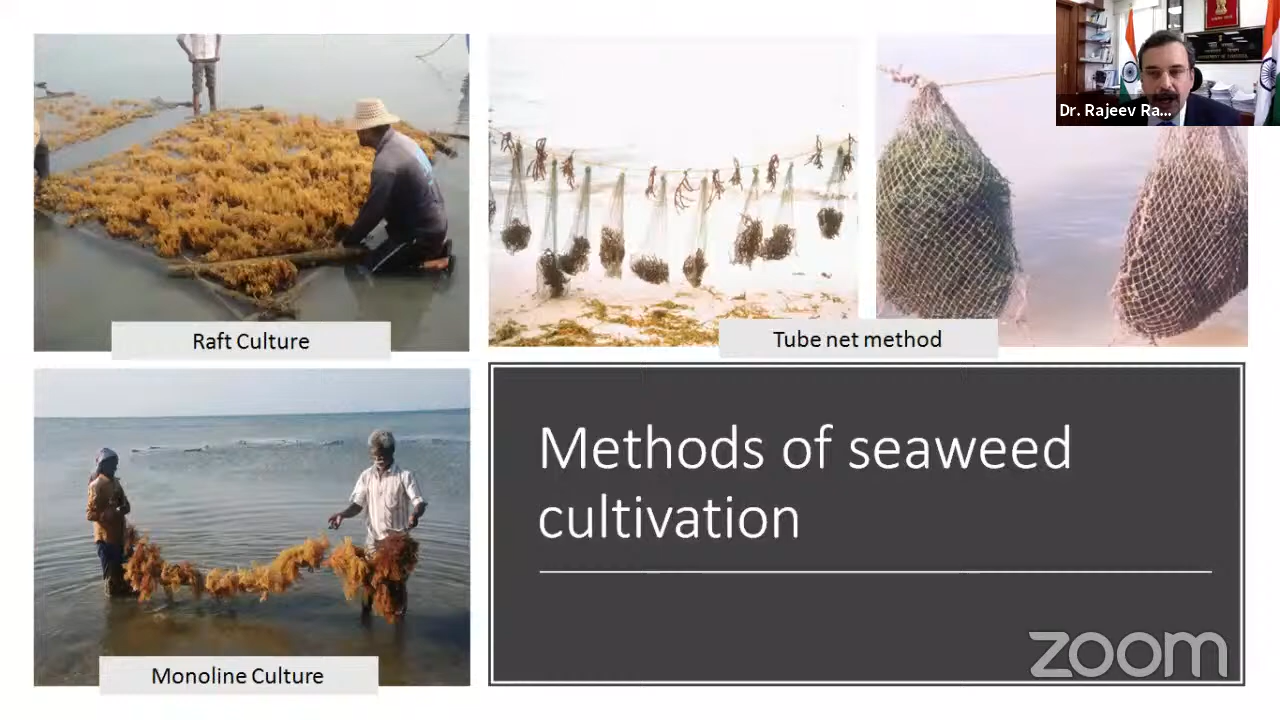 Dr. Rajeev Ra...
Raft Culture
Tube net method
Methods of seaweed
cultivation
Monoline Culture
zoom